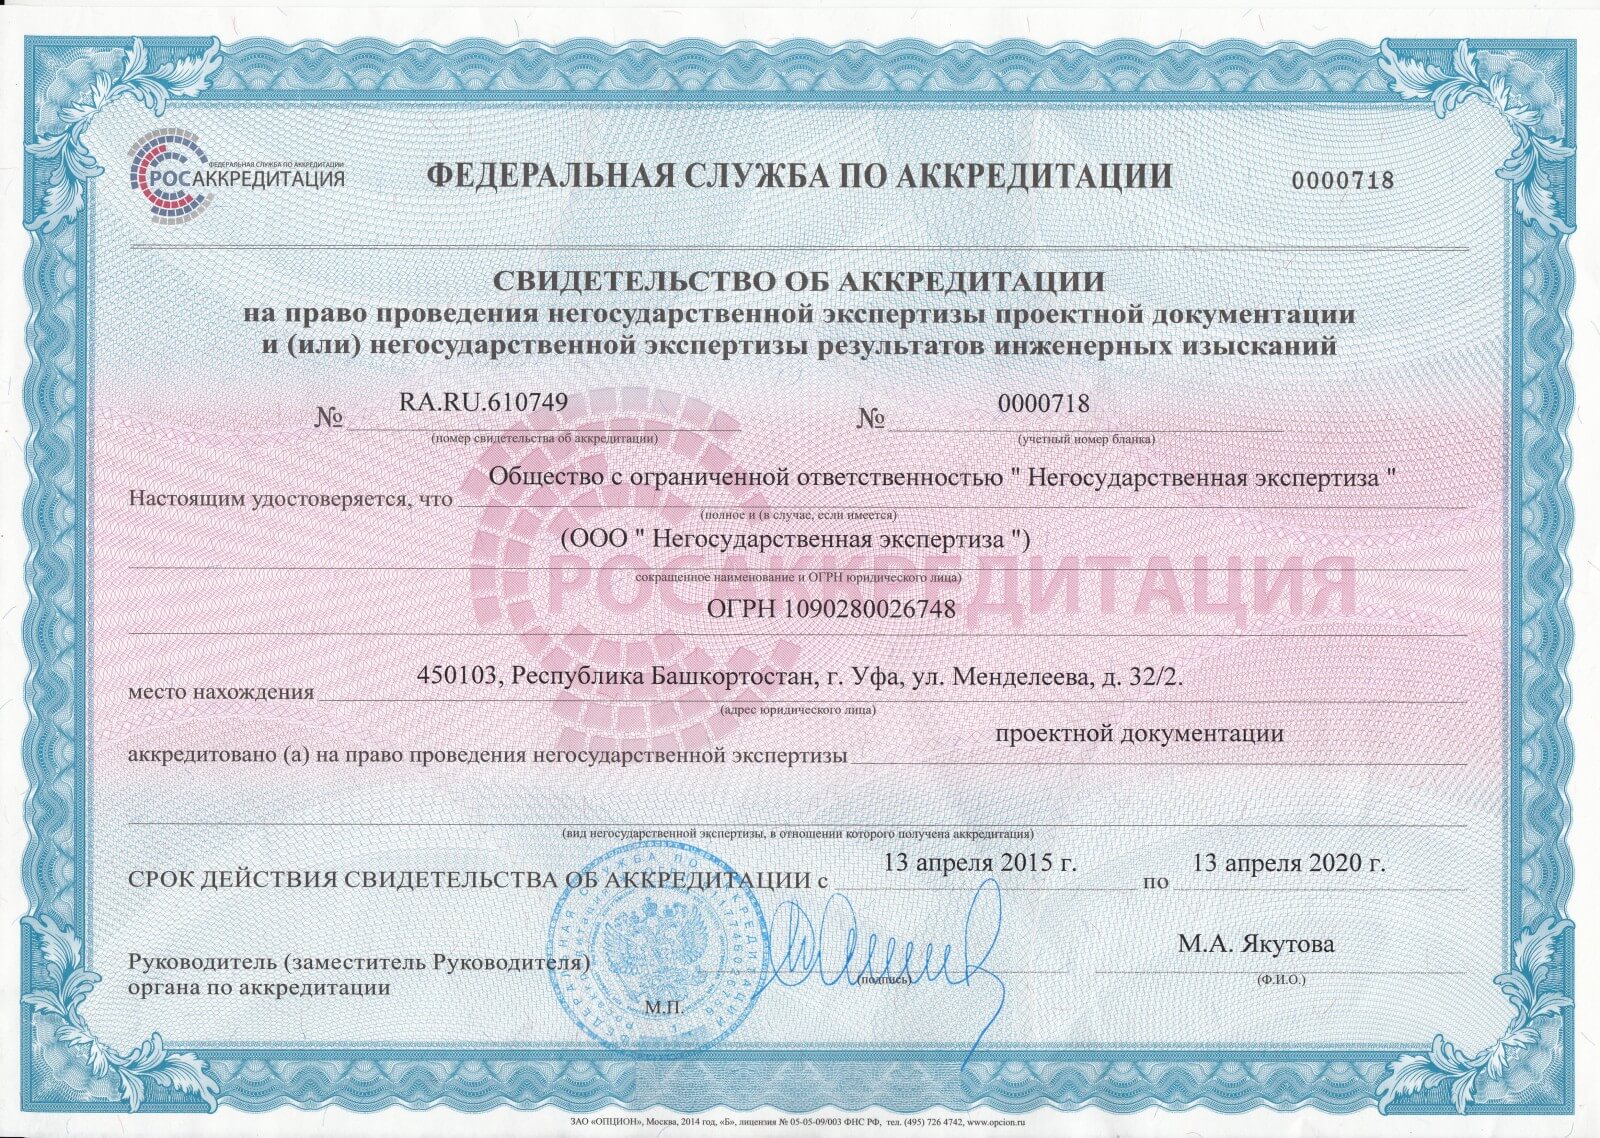 ФЕДЕРАЛЬНАЯ СЛУЖБА ПО АККРЕДИТАЦИИ
РОСАККРЕДИТАЦИЯ
ФЕДЕРАЛЬНАЯ СЛУЖБА ПО АККРЕДИТАЦИИ
0000718
СВИДЕТЕЛЬСТВО ОБ АККРЕДИТАЦИИ
на право проведения негосударственной экспертизы проектной документации
и (или) негосударственной экспертизы результатов инженерных изысканий
№ RA.RU.610749 № 0000718
(номер свидетельства об аккредитации) (учетный номер бланка)
Настоящим удостоверяется, что Общество с ограниченной ответственностью " Негосударственная экспертиза "
(полное и (в случае, если имеется)
(ООО " Негосударственная экспертиза ")
сокращенное наименование и ОГРН юридического лица)
РОСАККРЕДИТАЦИЯ
ОГРН 1090280026748
место нахождения 450103, Республика Башкортостан, г. Уфа, ул. Менделеева, д. 32/2.
(адрес юридического лица)
аккредитовано (а) на право проведения негосударственной экспертизы проектной документации
(вид негосударственной экспертизы, в отношении которого получена аккредитация)
СРОК ДЕЙСТВИЯ СВИДЕТЕЛЬСТВА ОБ АККРЕДИТАЦИИ с 13 апреля 2015 г. по 13 апреля 2020 г.
Руководитель (заместитель Руководителя)
органа по аккредитации
М.П.
(подпись)
М.А. Якутова
(Ф.И.О.)
ФЕДЕРАЛЬНАЯ СЛУЖБА ПО АККРЕДИТАЦИИ
ЗАО «ОПЦИОН», Москва, 2014 год, «Б», лицензия № 05-05-09/003 ФНС РФ, тел. (495) 726 4742, www.opcion.ru